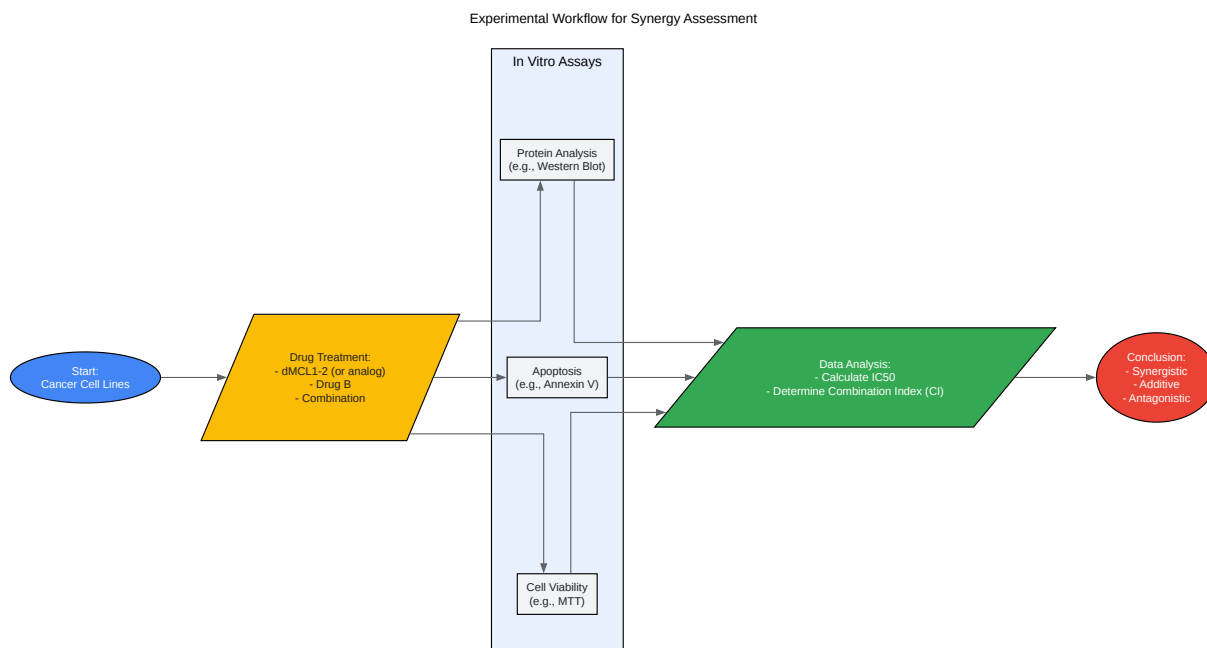 Experimental Workflow for Synergy Assessment
In Vitro Assays
Protein Analysis
(e.g., Western Blot)
Start:
Cancer Cell Lines
Drug Treatment:
- dMCL1-2 (or analog)
- Drug B
- Combination
Apoptosis
(e.g., Annexin V)
Data Analysis:
- Calculate IC50
- Determine Combination Index (CI)
Conclusion:
- Synergistic
- Additive
- Antagonistic
Cell Viability
(e.g., MTT)